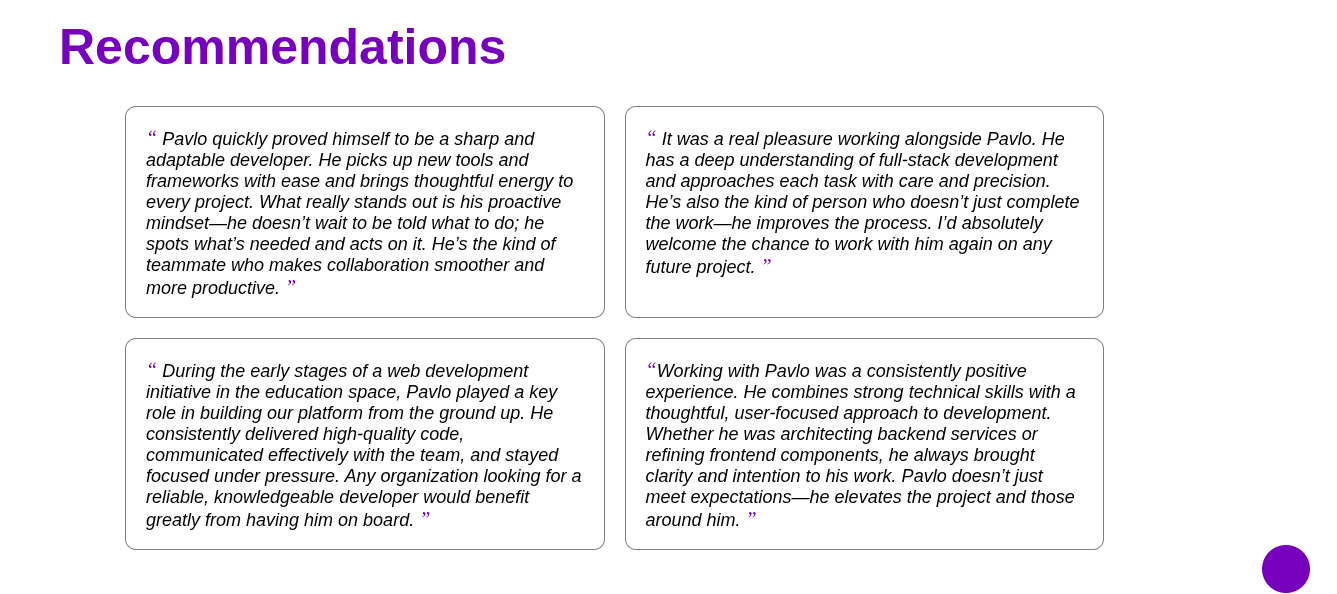 Recommendations
“ Pavlo quickly proved himself to be a sharp and
adaptable developer. He picks up new tools and
frameworks with ease and brings thoughtful energy to
every project. What really stands out is his proactive
mindset—he doesn’t wait to be told what to do; he
spots what’s needed and acts on it. He’s the kind of
teammate who makes collaboration smoother and
more productive. ”
“ It was a real pleasure working alongside Pavlo. He
has a deep understanding of full-stack development
and approaches each task with care and precision.
He’s also the kind of person who doesn’t just complete
the work—he improves the process. I’d absolutely
welcome the chance to work with him again on any
future project. ”
“ During the early stages of a web development
initiative in the education space, Pavlo played a key
role in building our platform from the ground up. He
consistently delivered high-quality code,
communicated effectively with the team, and stayed
focused under pressure. Any organization looking for a
reliable, knowledgeable developer would benefit
greatly from having him on board. ”
“Working with Pavlo was a consistently positive
experience. He combines strong technical skills with a
thoughtful, user-focused approach to development.
Whether he was architecting backend services or
refining frontend components, he always brought
clarity and intention to his work. Pavlo doesn’t just
meet expectations—he elevates the project and those
around him. ”